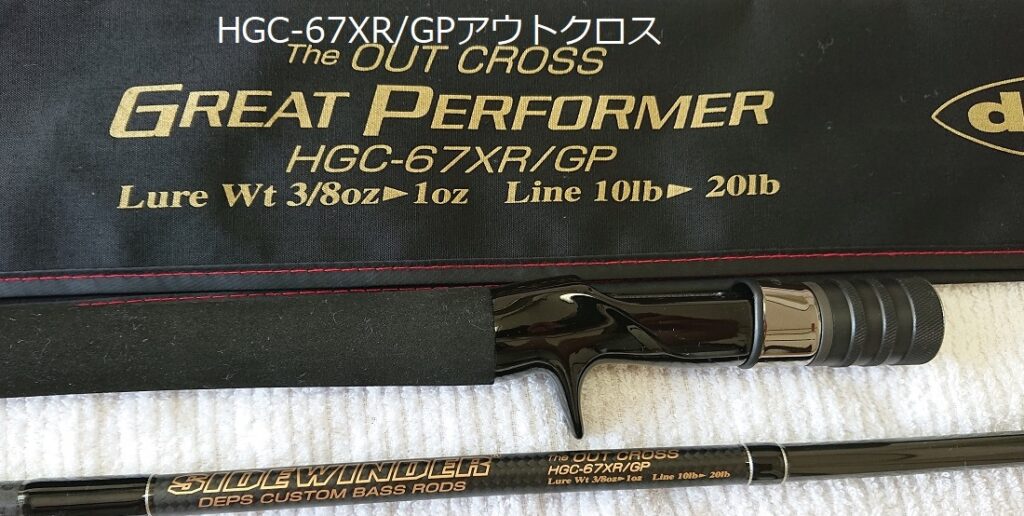 HGC-67XR/GPアウトクロス
The OUT CROSS
GREAT PERFORMER
HGC-67XR/GP
Lure Wt 3/8oz►1oz Line 10lb► 20lb
d
SIDEWINDER
DEPS CUSTOM BASS RODS
The OUT CROSS
HGC-67XR/GP
Lure Wt 3/8oz►1oz Line 10lb► 20lb